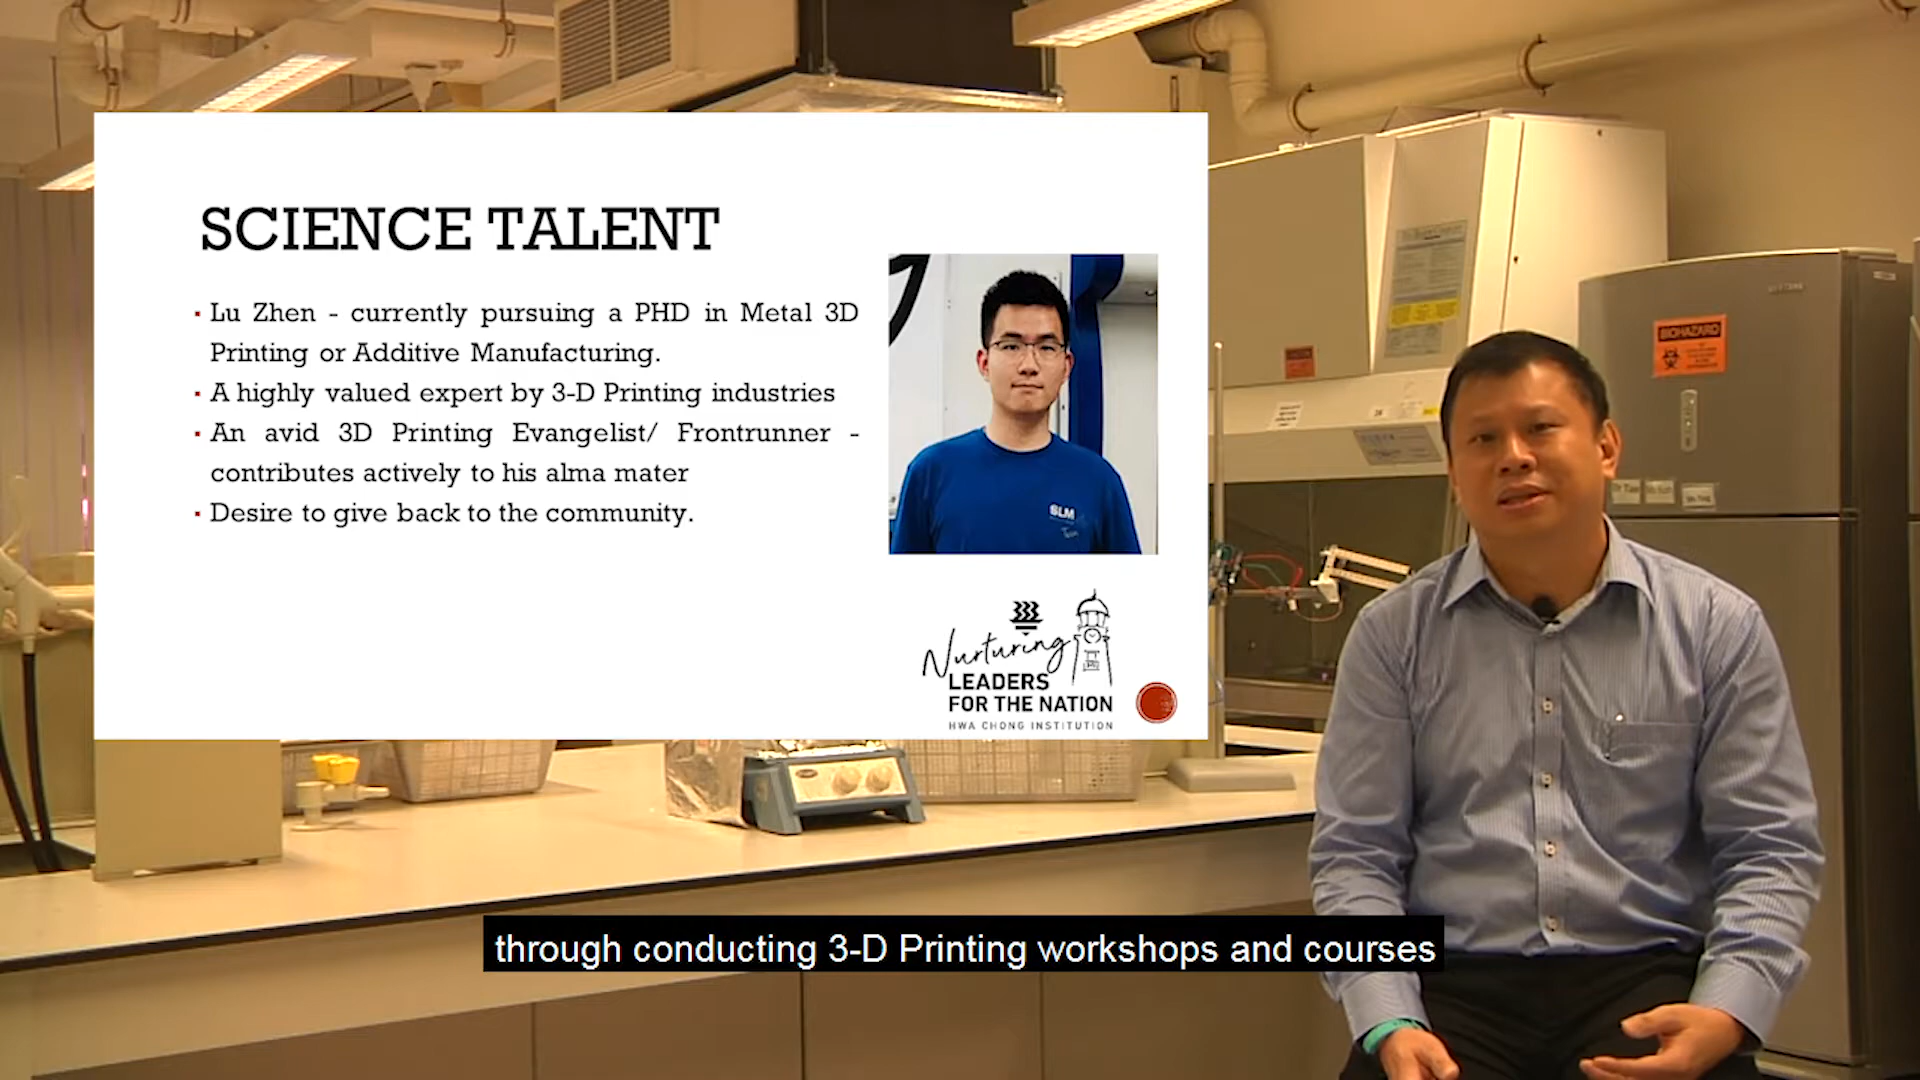 SCIENCE TALENT
Lu Zhen - currently pursuing a PHD in Metal 3D
Printing or Additive Manufacturing.
A highly valued expert by 3-D Printing industries
An avid 3D Printing Evangelist/ Frontrunner -
contributes actively to his alma mater
Desire to give back to the community.
SLM
Nurturing
LEADERS
FOR THE NATION
HWA CHONG INSTITUTION
BIOHAZARD
through conducting 3-D Printing workshops and courses